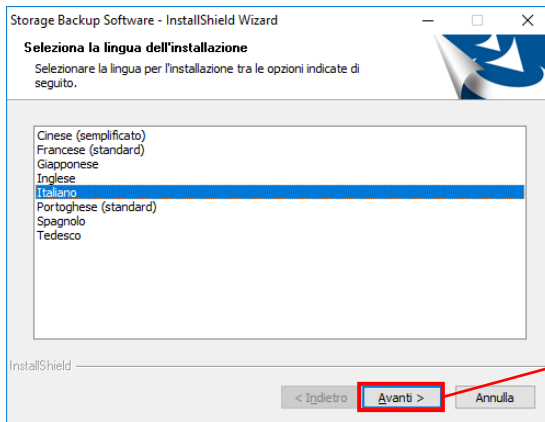 Storage Backup Software - InstallShield Wizard
Seleziona la lingua dell'installazione
Selezionare la lingua per l'installazione tra le opzioni indicate di
seguito.
Cinese (semplificato)
Francese (standard)
Giapponese
Inglese
Italiano
Portoghese (standard)
Spagnolo
Tedesco
InstallShield
< Indietro
Avanti >
Annulla